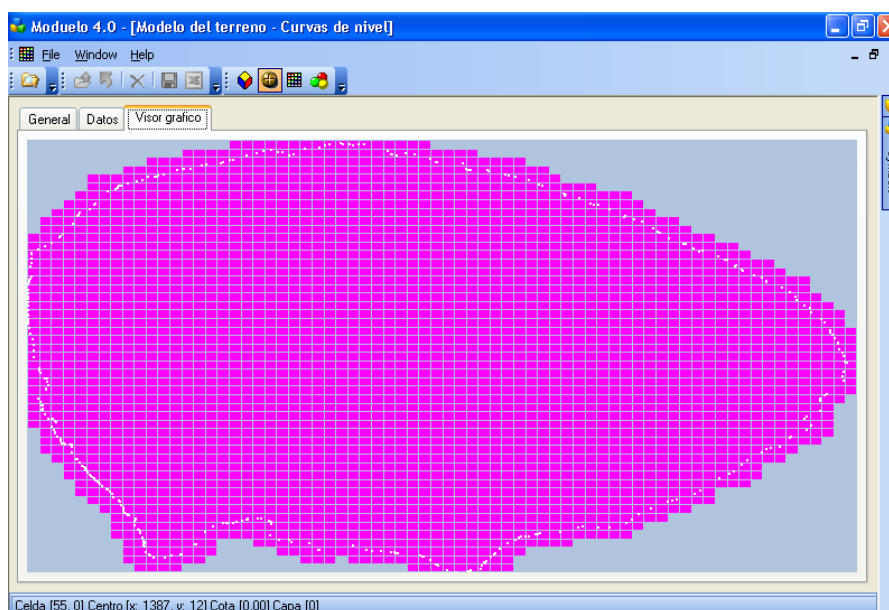 Moduelo 4.0 - [Modelo del terreno - Curvas de nivel]
File Window Help
General Datos Visor grafico
Celda [55, 0] Centro [x: 1387, y: 12] Cota [0.00] Capa [0]